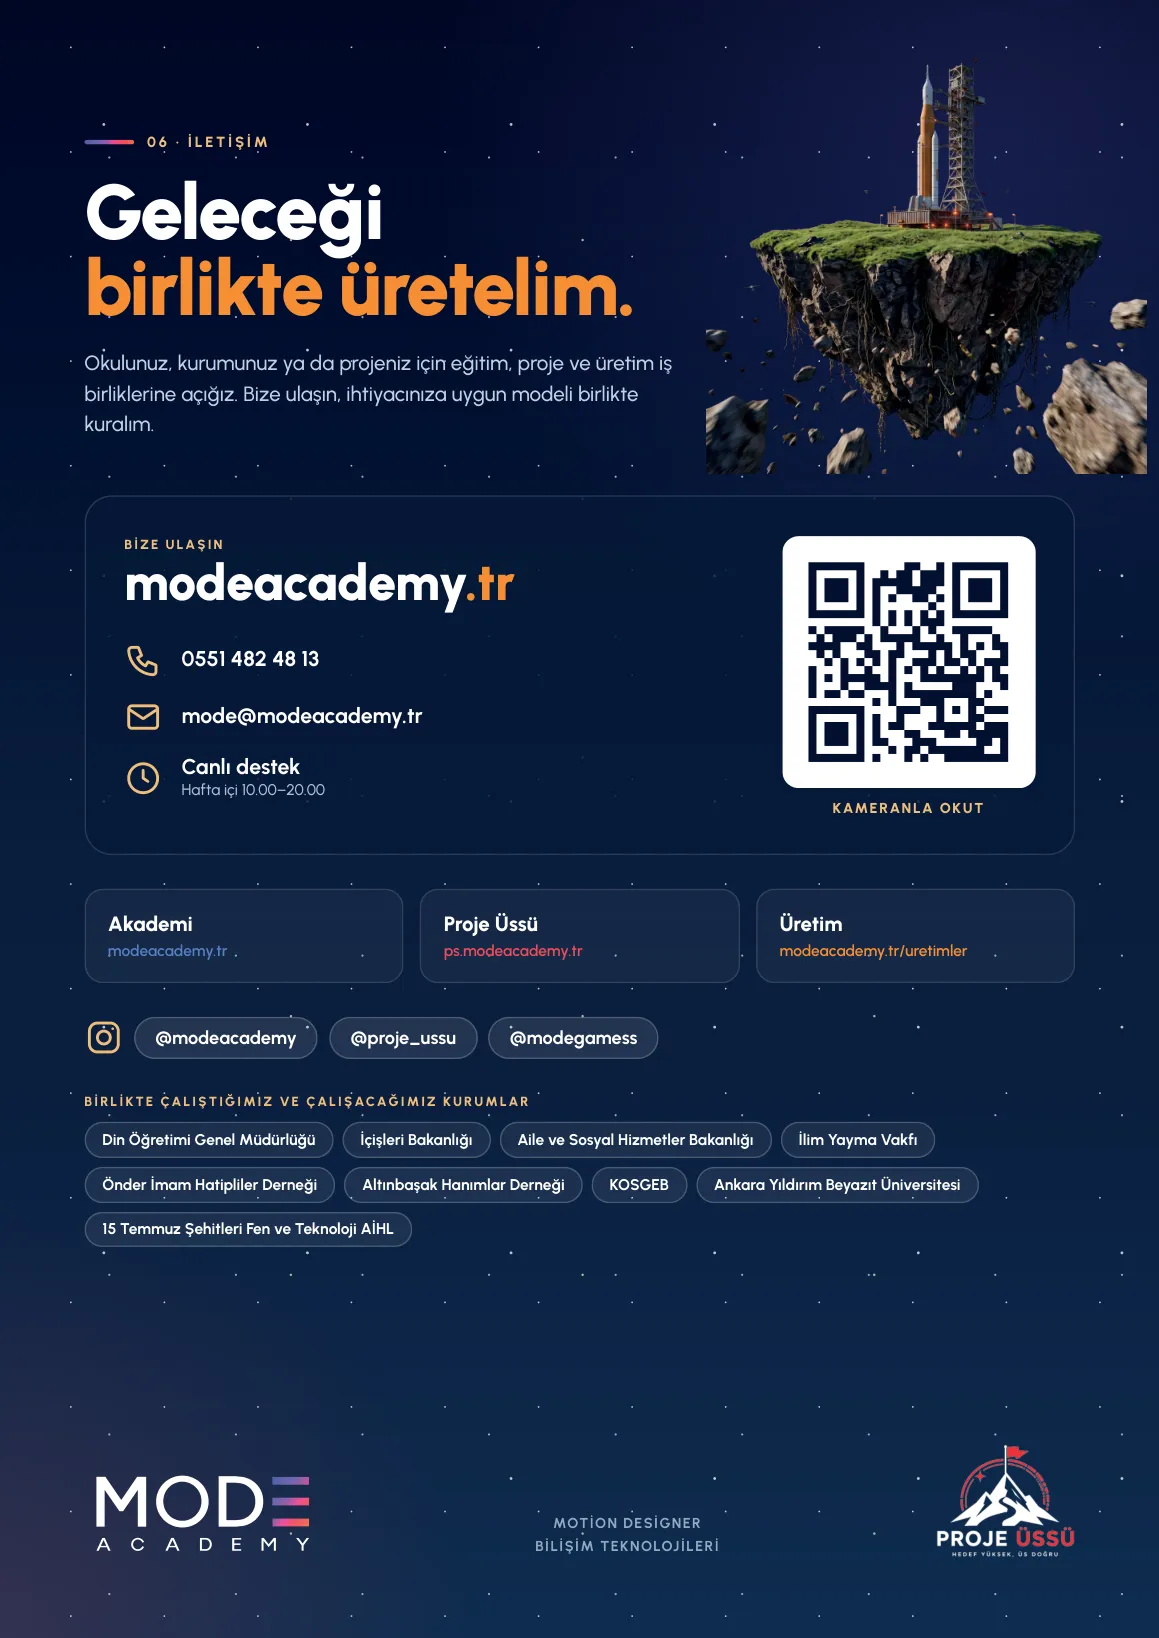 06 · İLETİŞİM
Geleceği
birlikte üretelim.
Okulunuz, kurumunuz ya da projeniz için eğitim, proje ve üretim iş
birliklerine açığız. Bize ulaşın, ihtiyacınıza uygun modeli birlikte
kuralım.
BİZE ULAŞIN
modeacademy.tr
0551 482 48 13
mode@modeacademy.tr
Canlı destek
Hafta içi 10.00–20.00
KAMERANLA OKUT
Akademi
modeacademy.tr
Proje Üssü
ps.modeacademy.tr
Üretim
modeacademy.tr/uretimler
@modeacademy @proje_ussu @modegamess
BİRLİKTE ÇALIŞTIĞIMIZ VE ÇALIŞACAĞIMIZ KURUMLAR
Din Öğretimi Genel Müdürlüğü İçişleri Bakanlığı Aile ve Sosyal Hizmetler Bakanlığı İlim Yayma Vakfı
Önder İmam Hatipliler Derneği Altınbaşak Hanımlar Derneği KOSGEB Ankara Yıldırım Beyazıt Üniversitesi
15 Temmuz Şehitleri Fen ve Teknoloji AİHL
MODE
ACADEMY
MOTİON DESİGNER
BİLİŞİM TEKNOLOJİLERİ
PROJE ÜSSÜ
HEDEF YÜKSEK, ÜS DOĞRU